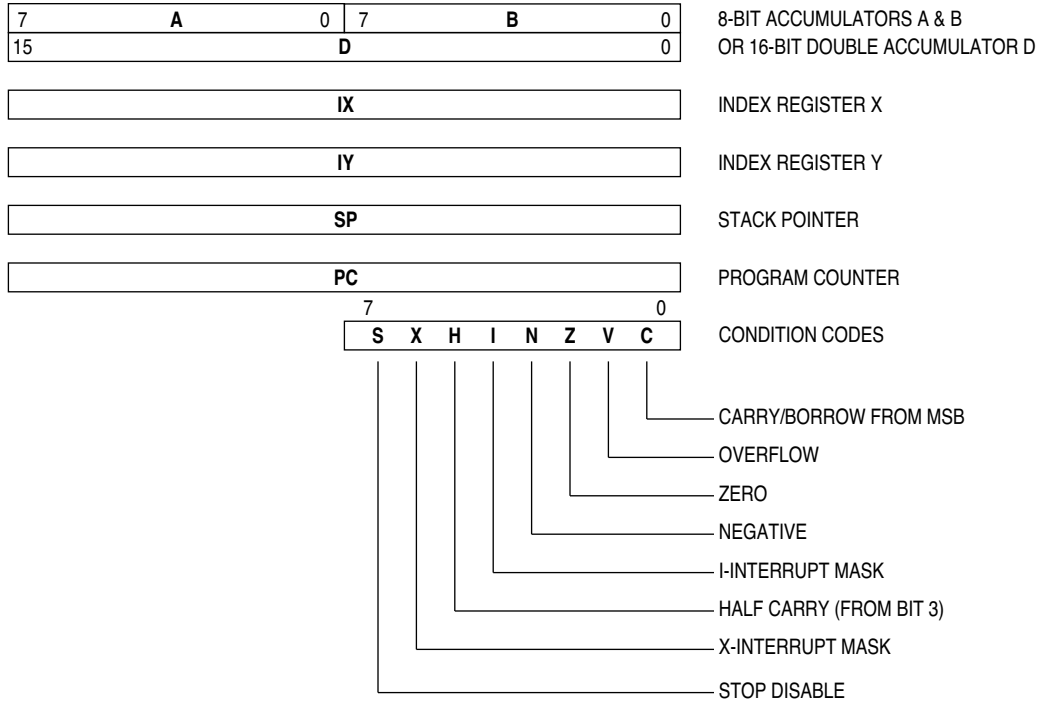 7 A 0 7 B 0 8-BIT ACCUMULATORS A & B
15 D 0 OR 16-BIT DOUBLE ACCUMULATOR D
IX INDEX REGISTER X
IY INDEX REGISTER Y
SP STACK POINTER
PC PROGRAM COUNTER
7 0
S X H I N Z V C CONDITION CODES
CARRY/BORROW FROM MSB
OVERFLOW
ZERO
NEGATIVE
I-INTERRUPT MASK
HALF CARRY (FROM BIT 3)
X-INTERRUPT MASK
STOP DISABLE